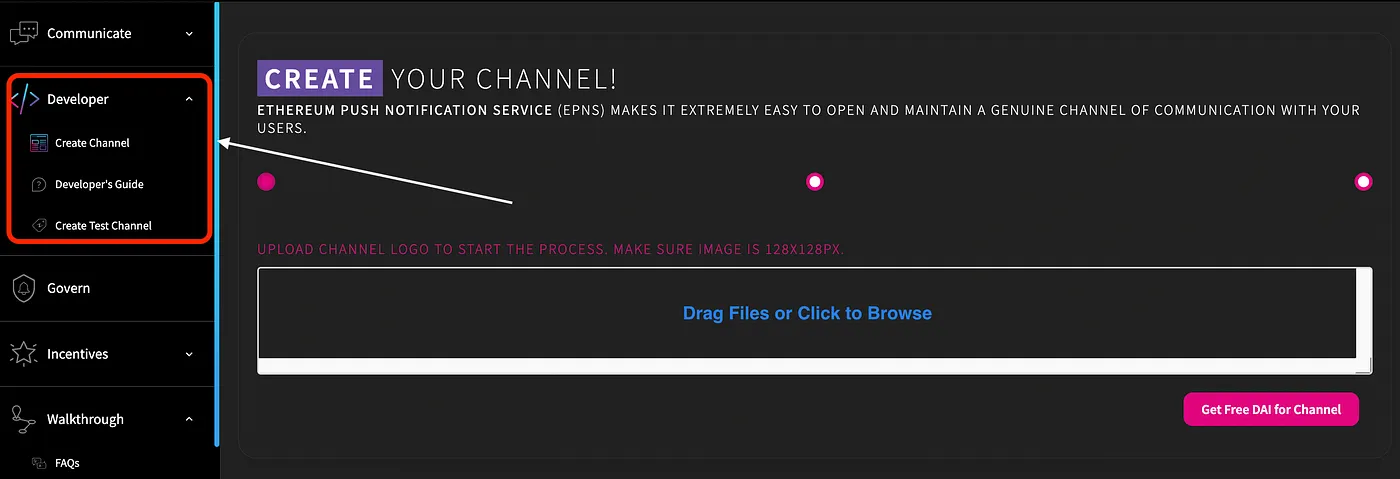 Communicate
Developer
Create Channel
Developer's Guide
Create Test Channel
Govern
Incentives
Walkthrough
FAQs
CREATE YOUR CHANNEL!
ETHEREUM PUSH NOTIFICATION SERVICE (EPNS) MAKES IT EXTREMELY EASY TO OPEN AND MAINTAIN A GENUINE CHANNEL OF COMMUNICATION WITH YOUR
USERS.
UPLOAD CHANNEL LOGO TO START THE PROCESS. MAKE SURE IMAGE IS 128X128PX.
Drag Files or Click to Browse
Get Free DAI for Channel